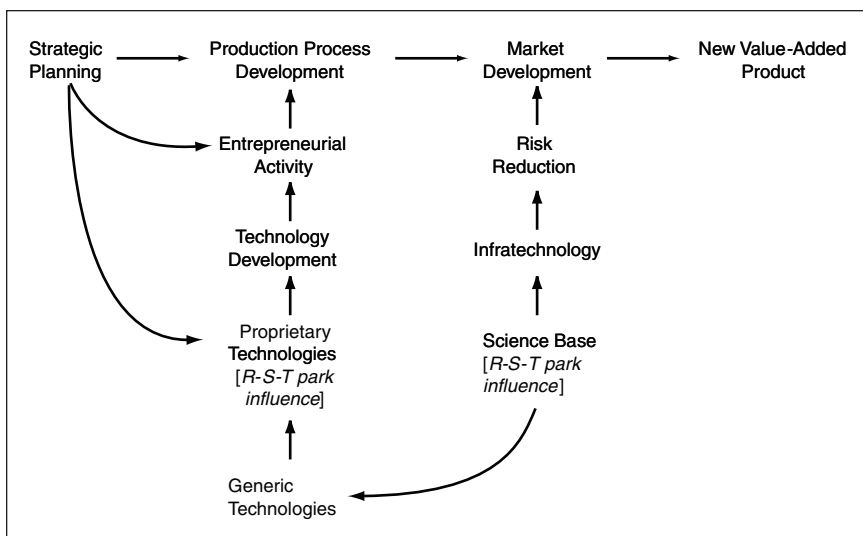 Strategic
Planning
Production Process
Development
Market
Development
New Value-Added
Product
Entrepreneurial
Activity
Risk
Reduction
Technology
Development
Infratechnology
Proprietary
Technologies
[R-S-T park
influence]
Science Base
[R-S-T park
influence]
Generic
Technologies